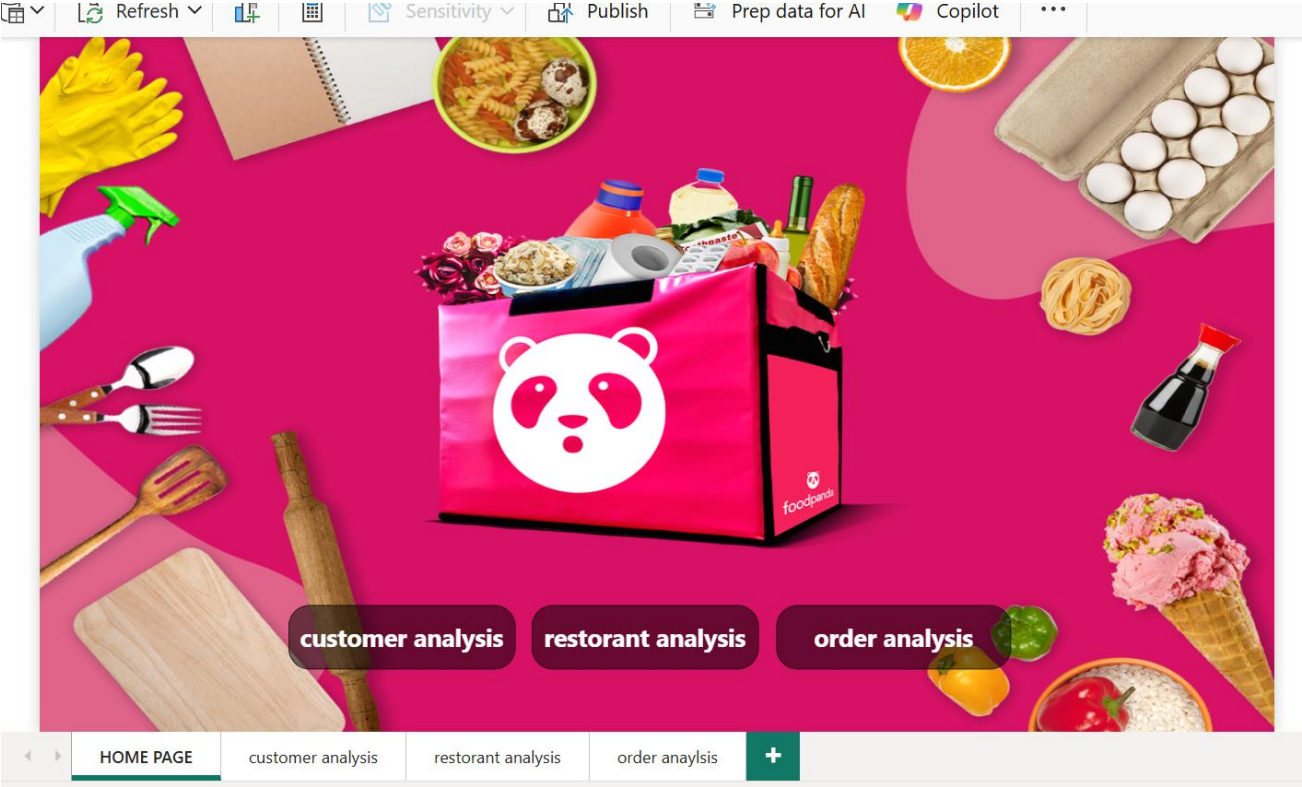 Refresh
Sensitivity
Publish
Prep data for AI
Copilot
toothpaste
foodpanda
customer analysis
restorant analysis
order analysis
HOME PAGE
customer analysis
restorant analysis
order anaylsis
+